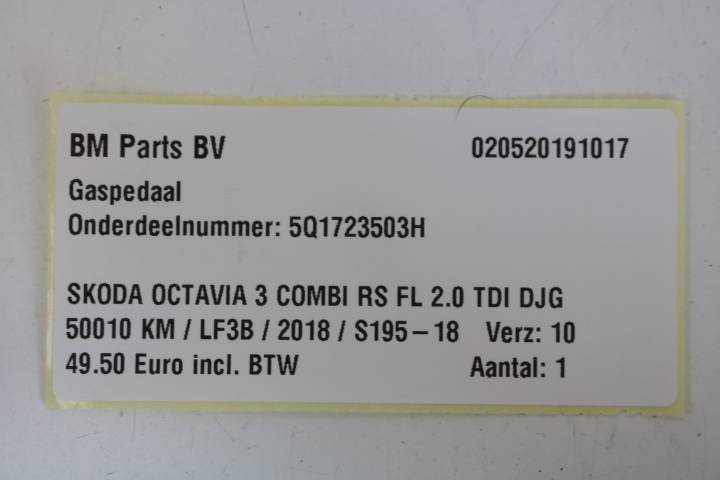 BM Parts BV 020520191017
Gaspedaal
Onderdeelnummer: 5Q1723503H
SKODA OCTAVIA 3 COMBI RS FL 2.0 TDI DJG
50010 KM / LF3B / 2018 / S195-18 Verz: 10
49.50 Euro incl. BTW Aantal: 1